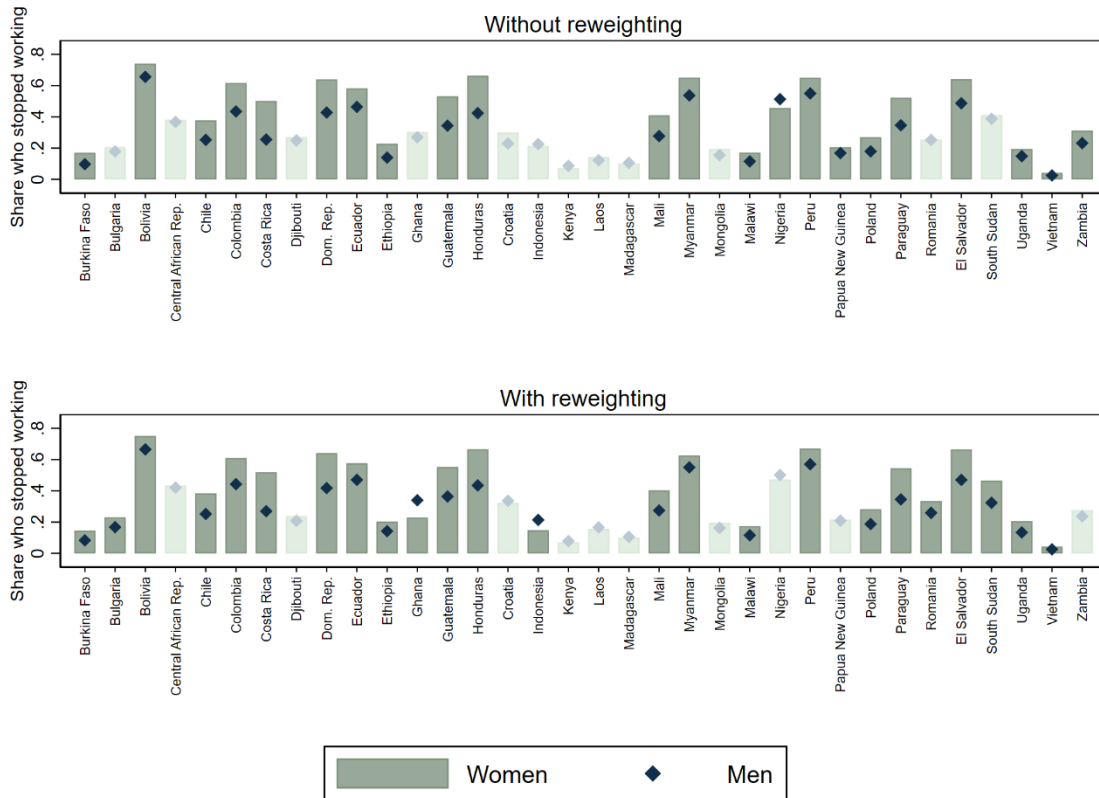 Without reweighting
Share who stopped working
.8
.6
.4
.2
0
Burkina Faso
Bulgaria
Bolivia
Central African Rep.
Chile
Colombia
Costa Rica
Djibouti
Dom. Rep.
Ecuador
Ethiopia
Ghana
Guatemala
Honduras
Croatia
Indonesia
Kenya
Laos
Madagascar
Mali
Myanmar
Mongolia
Malawi
Nigeria
Peru
Papua New Guinea
Poland
Paraguay
Romania
El Salvador
South Sudan
Uganda
Vietnam
Zambia
With reweighting
Share who stopped working
.8
.6
.4
.2
0
Burkina Faso
Bulgaria
Bolivia
Central African Rep.
Chile
Colombia
Costa Rica
Djibouti
Dom. Rep.
Ecuador
Ethiopia
Ghana
Guatemala
Honduras
Croatia
Indonesia
Kenya
Laos
Madagascar
Mali
Myanmar
Mongolia
Malawi
Nigeria
Peru
Papua New Guinea
Poland
Paraguay
Romania
El Salvador
South Sudan
Uganda
Vietnam
Zambia
Women
Men